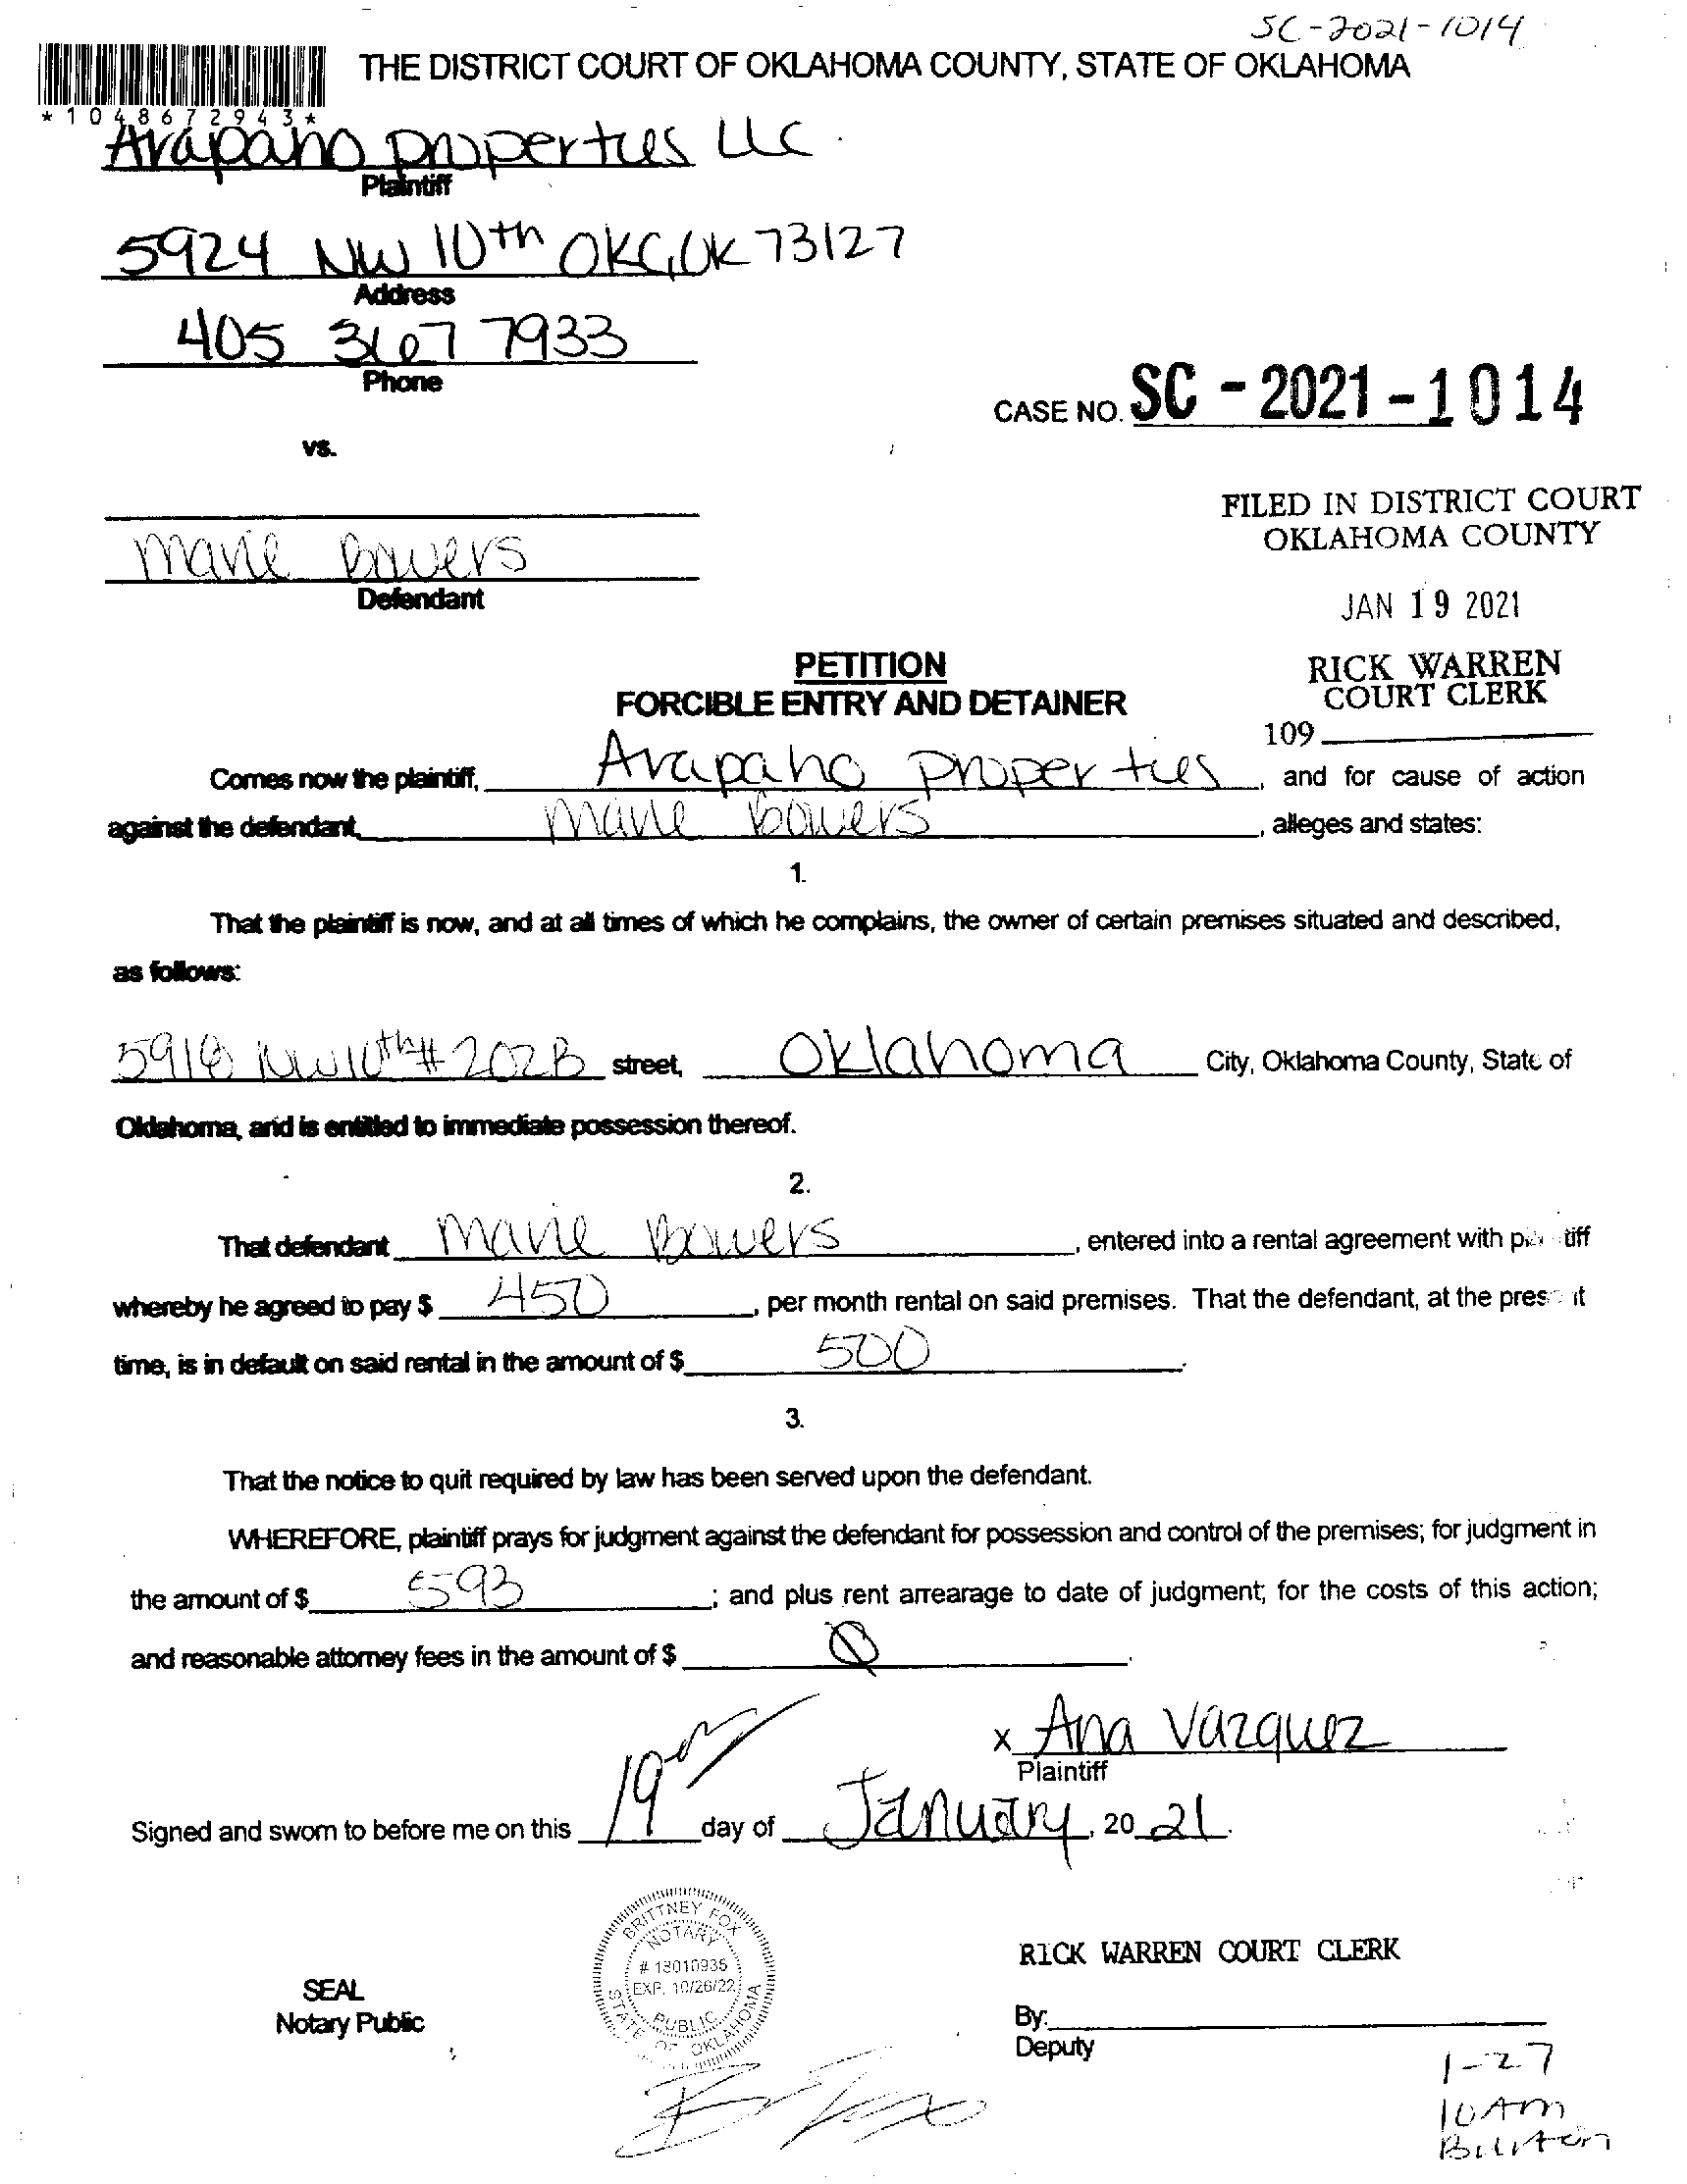 SC-2021-1014
THE DISTRICT COURT OF OKLAHOMA COUNTY, STATE OF OKLAHOMA
*1048672943*
Arapaho properties LLC
Plaintiff
5924 NW 10th OKC, OK 73127
Address
405 367 7933
Phone
CASE NO. SC - 2021 - 1014
vs.
FILED IN DISTRICT COURT
OKLAHOMA COUNTY
Marie Bowers
Defendant
JAN 19 2021
PETITION
RICK WARREN
COURT CLERK
FORCIBLE ENTRY AND DETAINER
109
Comes now the plaintiff, Arapaho properties, and for cause of action
against the defendant, Marie Bowers, alleges and states:
1.
That the plaintiff is now, and at all times of which he complains, the owner of certain premises situated and described,
as follows:
NW 10th # 202B street, Oklahoma City, Oklahoma County, State of
Oklahoma, and is entitled to immediate possession thereof.
2.
That defendant Marie Bowers, entered into a rental agreement with plaintiff
whereby he agreed to pay $ 450, per month rental on said premises. That the defendant, at the present
time, is in default on said rental in the amount of $ 500.
3.
That the notice to quit required by law has been served upon the defendant.
WHEREFORE, plaintiff prays for judgment against the defendant for possession and control of the premises; for judgment in
the amount of $ 593; and plus rent arrearage to date of judgment; for the costs of this action;
and reasonable attorney fees in the amount of $ 0.
x Ana Vazquez
Plaintiff
Signed and sworn to before me on this 19 day of January, 20 21.
BRITTNEY FOX
NOTARY
# 18010935
EXP. 10/26/22
PUBLIC
STATE OF OKLAHOMA
SEAL
Notary Public
RICK WARREN COURT CLERK
By:
Deputy
1-27
10 Am